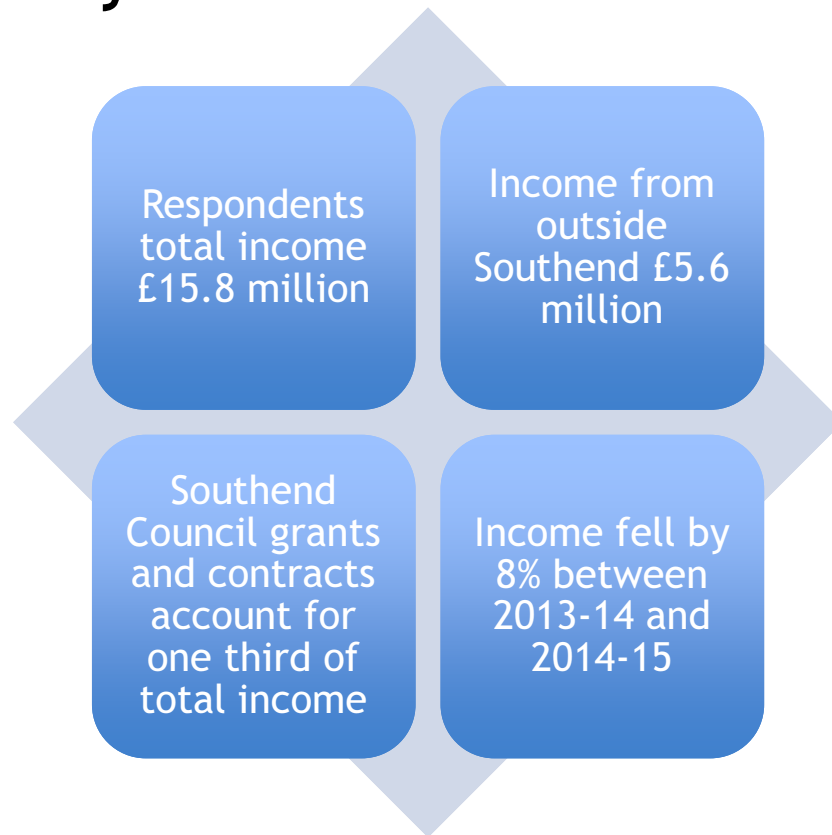 Respondents
total income
£15.8 million
Income from
outside
Southend £5.6
million
Southend
Council grants
and contracts
account for
one third of
total income
Income fell by
8% between
2013-14 and
2014-15